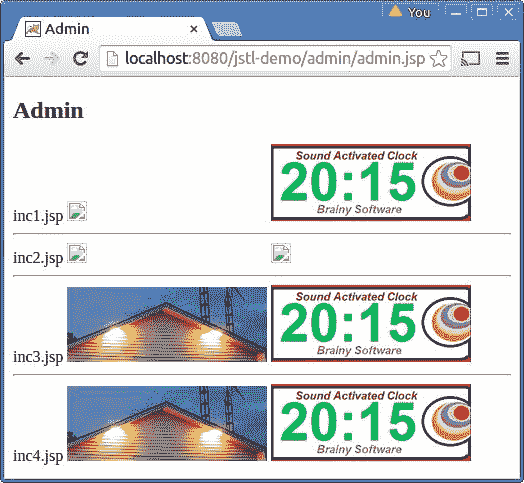 You
Admin
localhost:8080/jstl-demo/admin/admin.jsp
Admin
Sound Activated Clock
20:15
Brainy Software
inc1.jsp
inc2.jsp
Sound Activated Clock
20:15
Brainy Software
inc3.jsp
Sound Activated Clock
20:15
Brainy Software
inc4.jsp